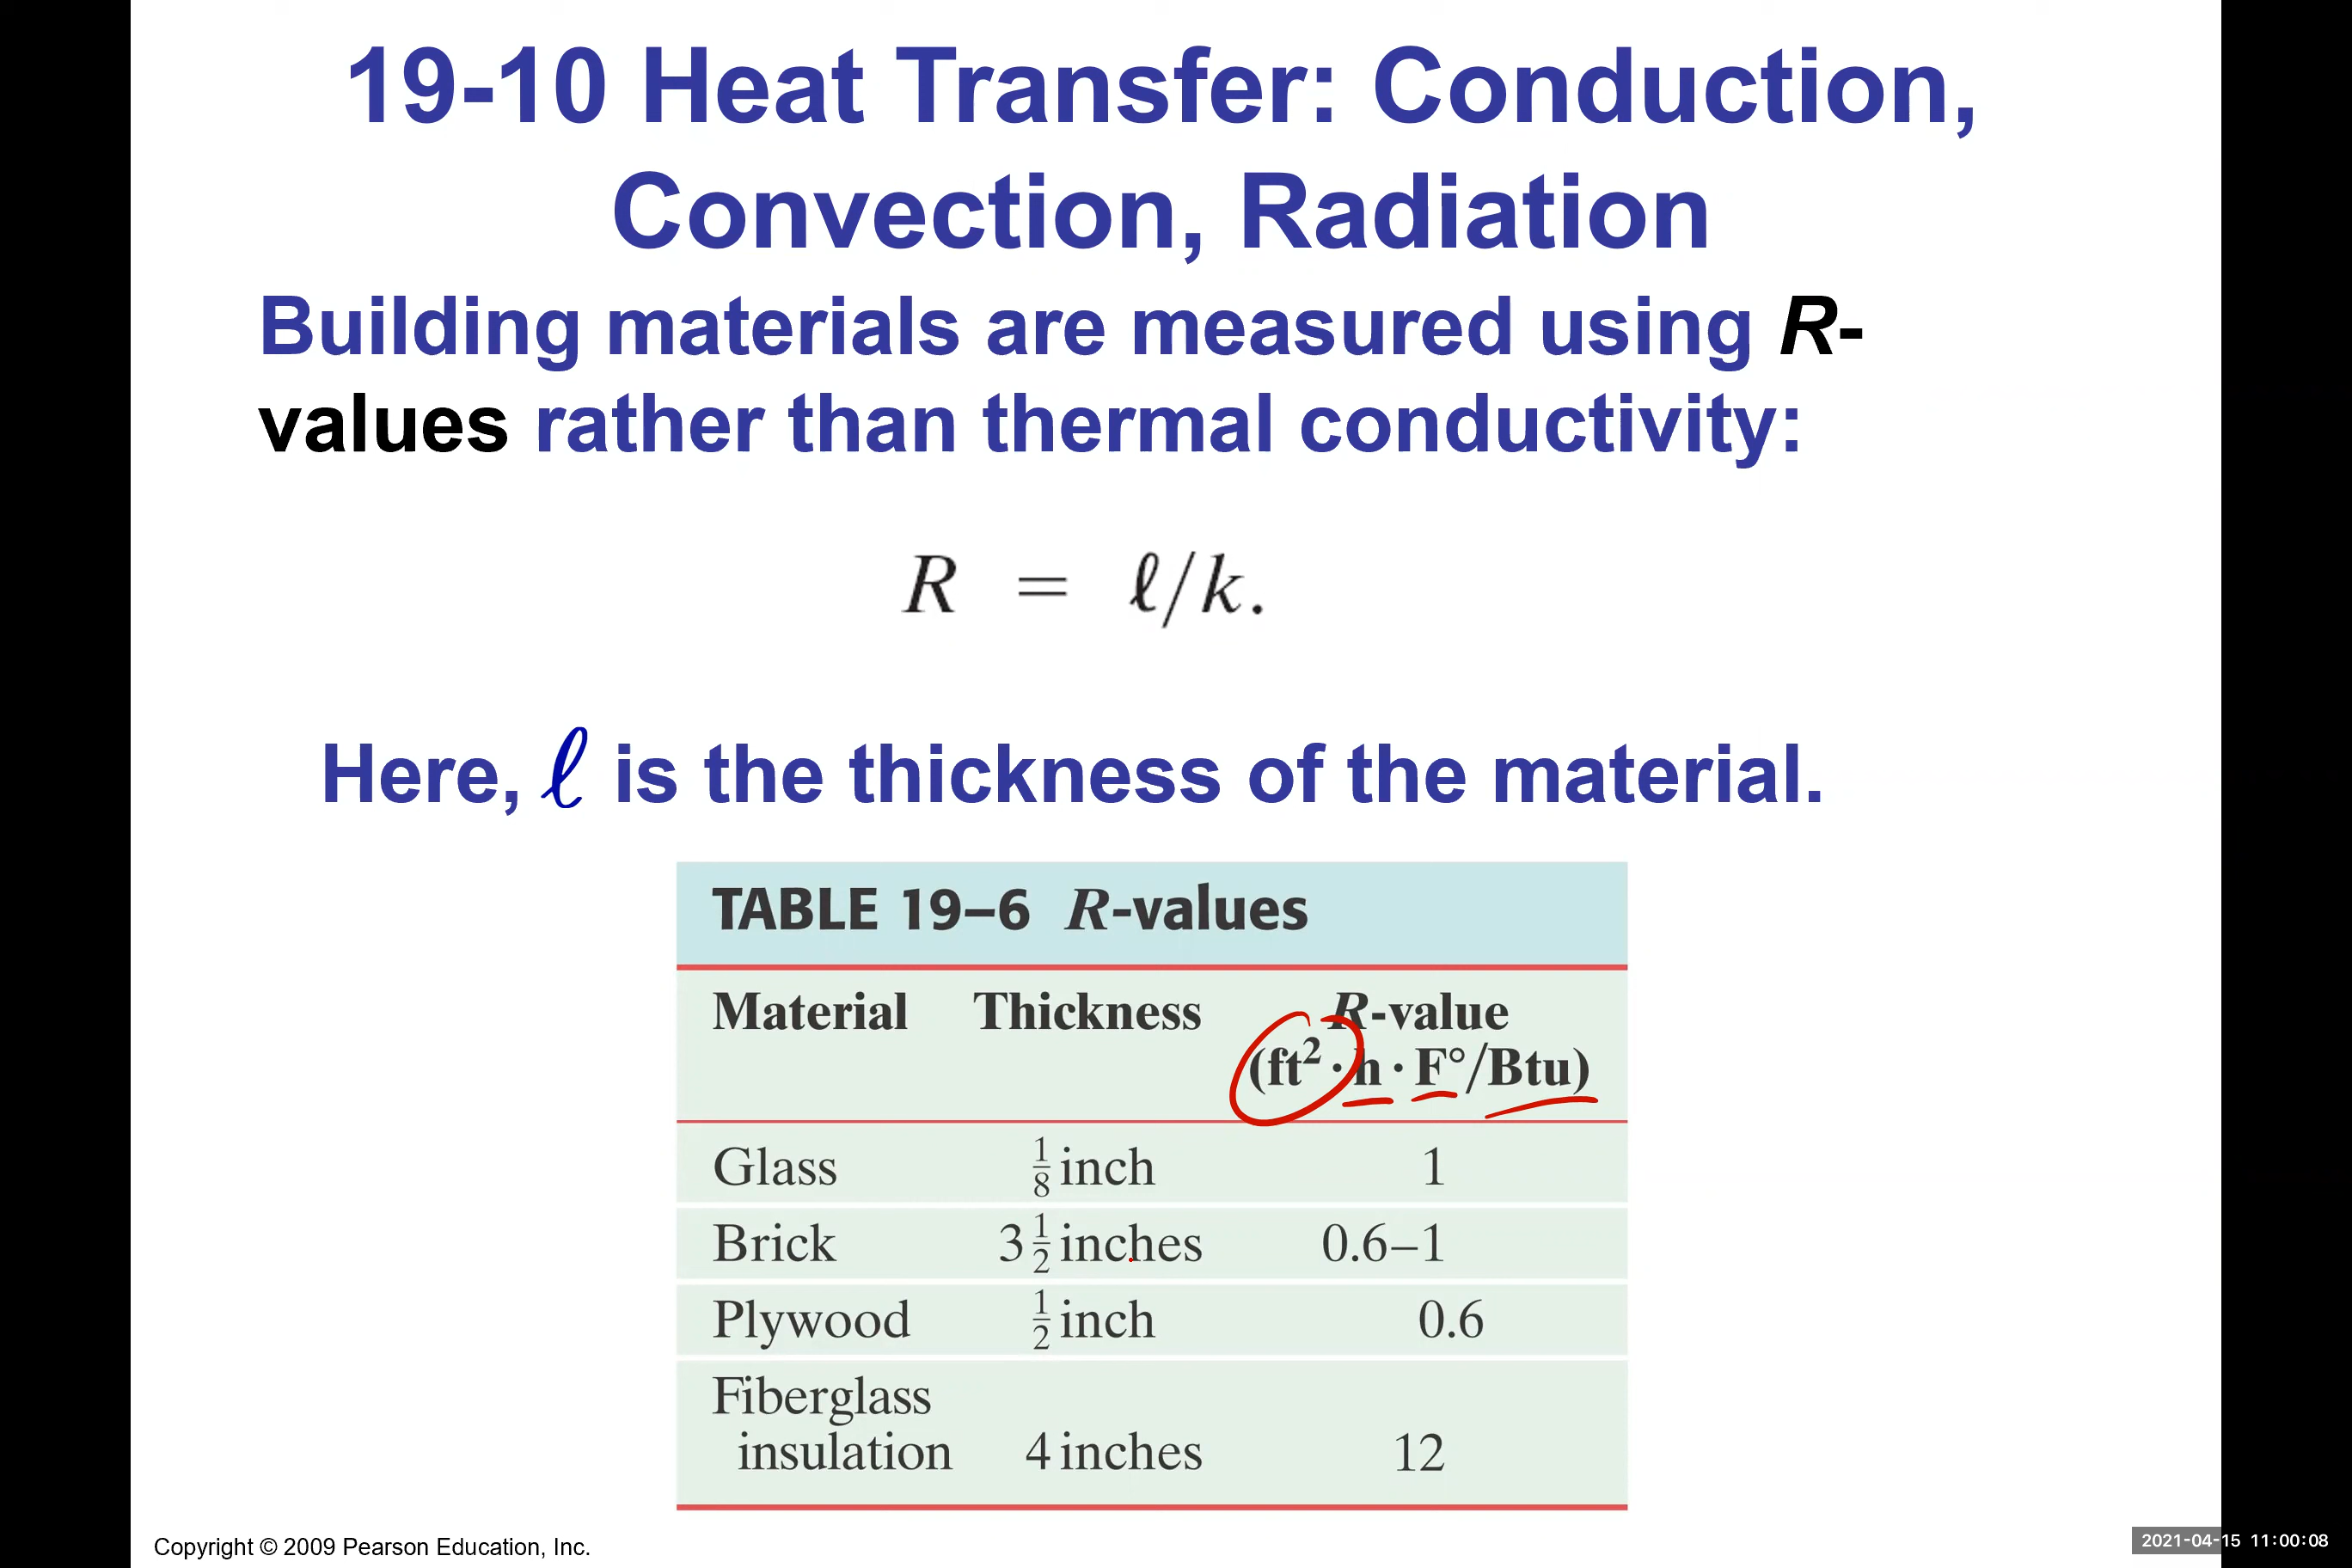 19-10 Heat Transfer: Conduction,
Convection, Radiation
Building materials are measured using R-
values rather than thermal conductivity:
R = ℓ/k.
Here, ℓ is the thickness of the material.
TABLE 19–6 R-values
Material Thickness R-value
(ft² · h · F°/Btu)
Glass 1/8 inch 1
Brick 3 1/2 inches 0.6–1
Plywood 1/2 inch 0.6
Fiberglass
insulation 4 inches 12
Copyright © 2009 Pearson Education, Inc.
2021-04-15 11:00:08